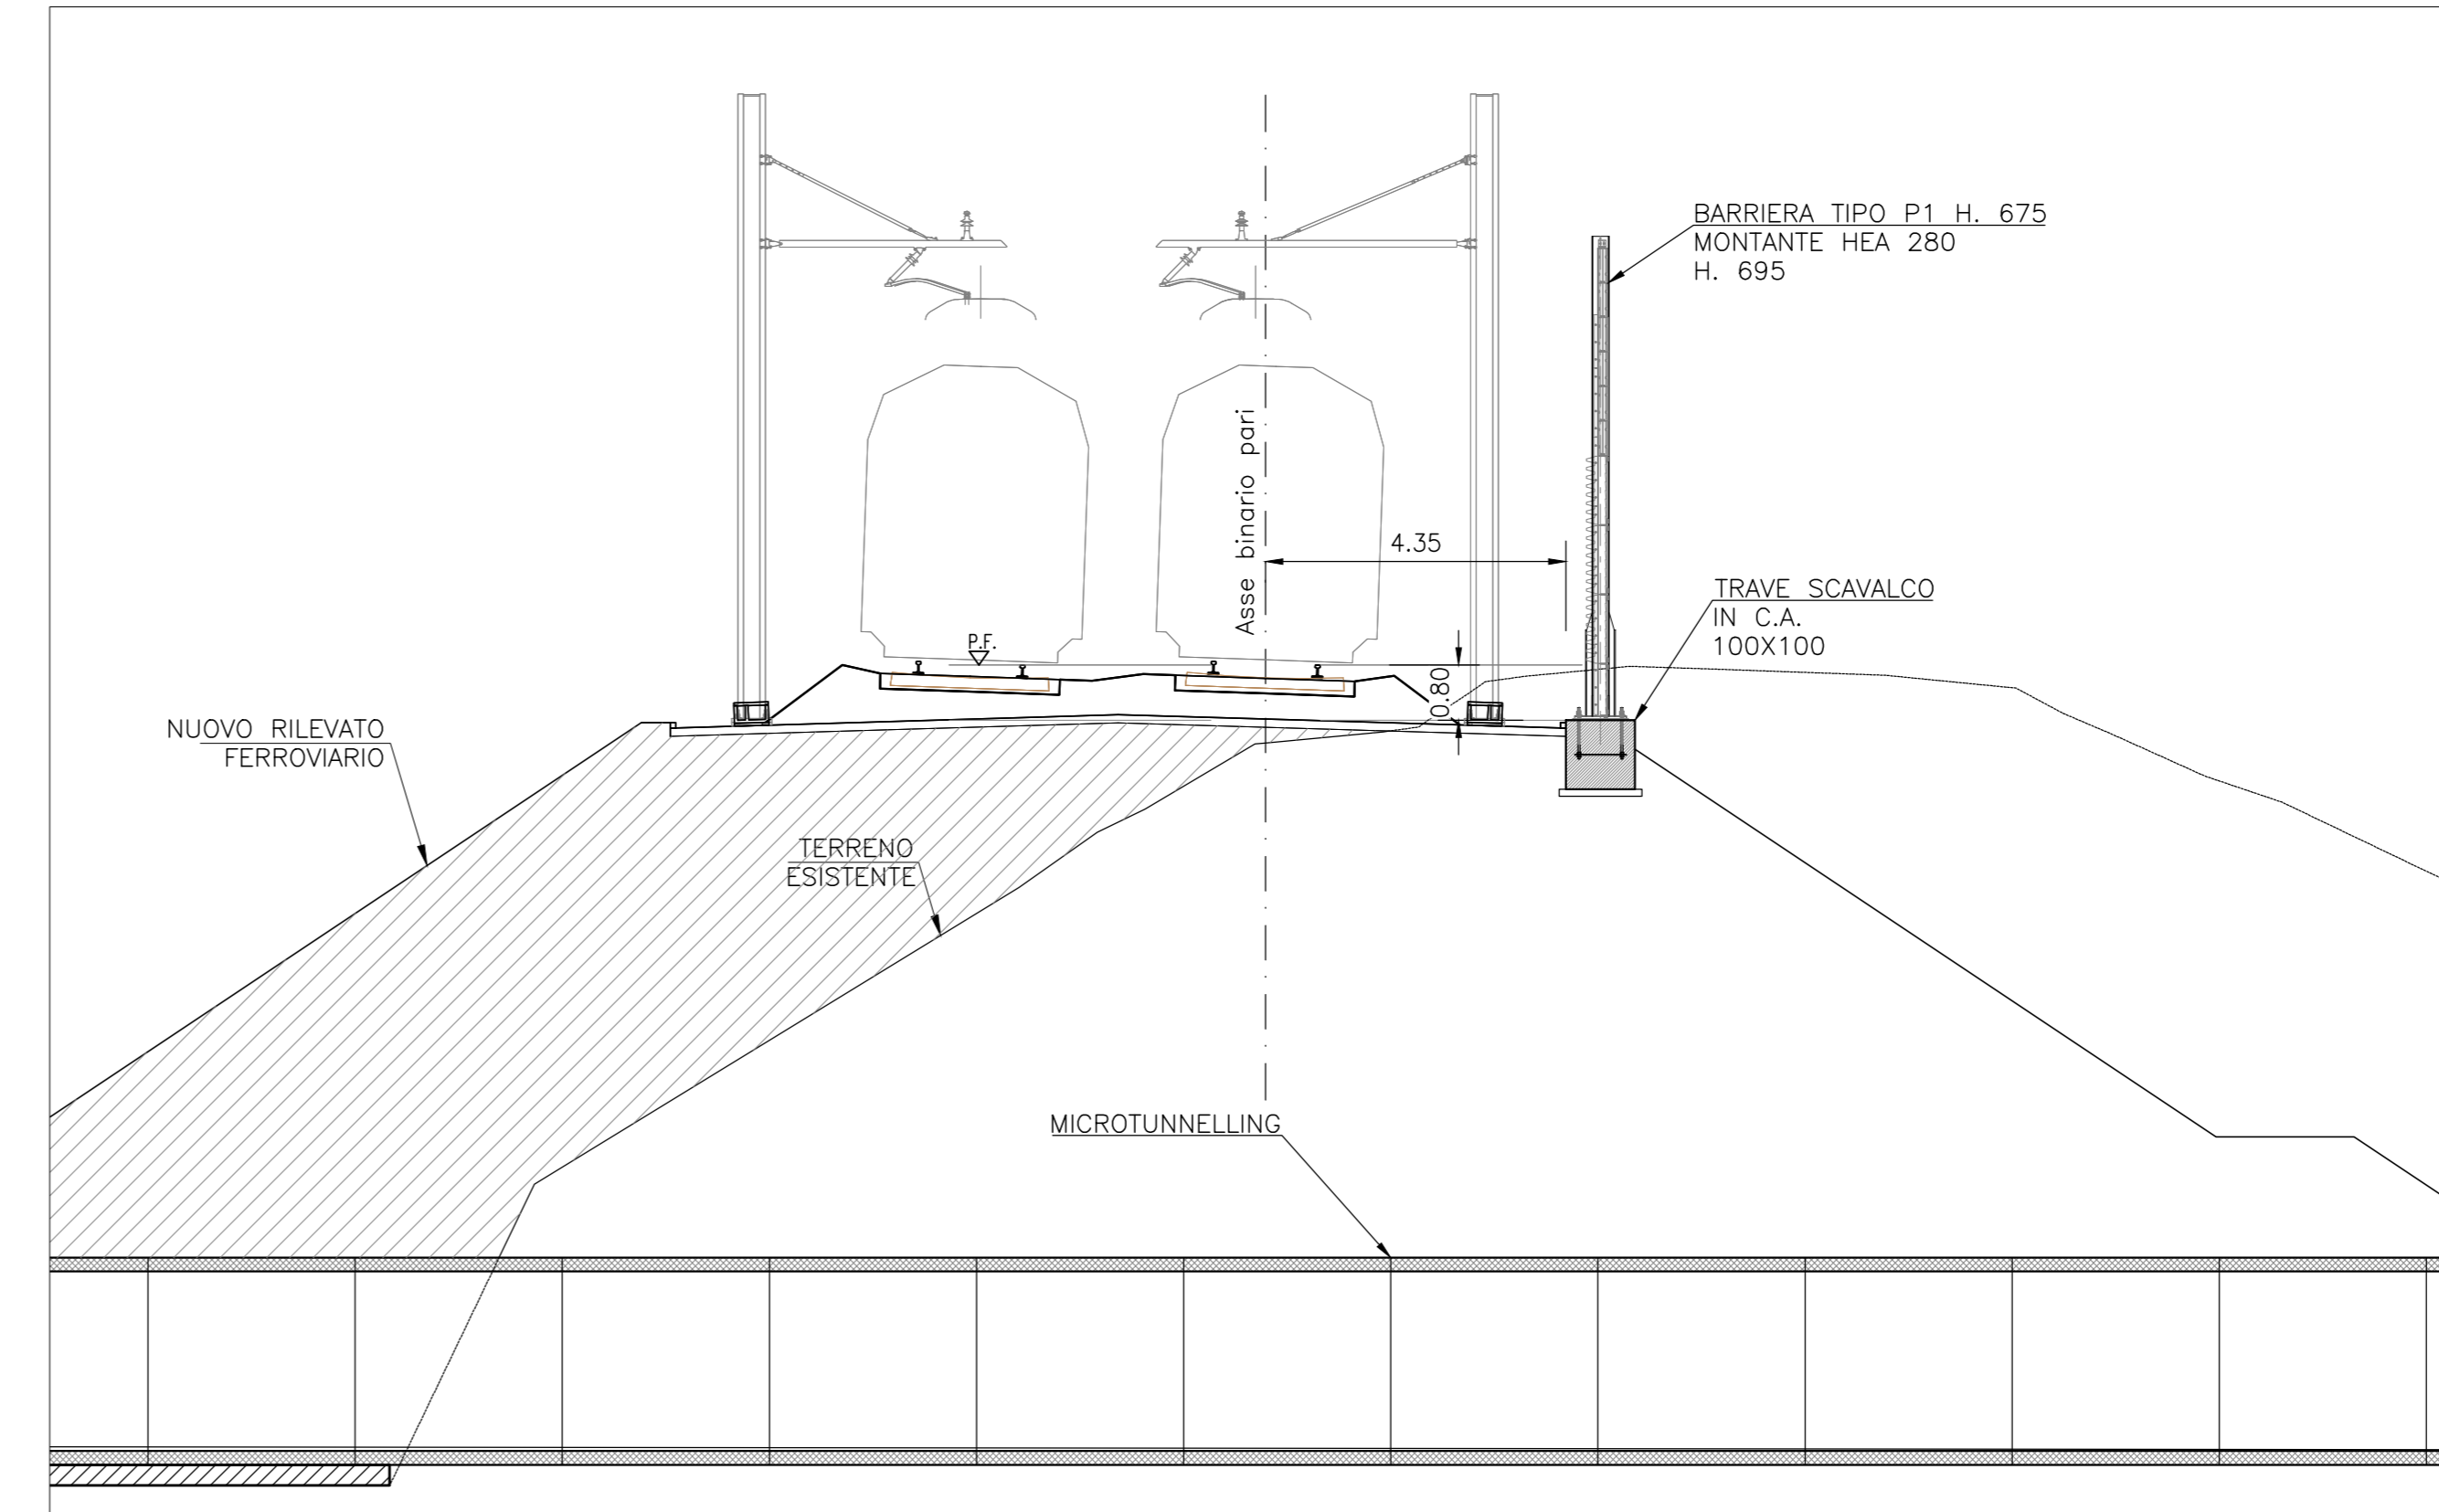 BARRIERA TIPO P1 H. 675
MONTANTE HEA 280
H. 695
Asse binario pari
4.35
TRAVE SCAVALCO
IN C.A.
100X100
P.F.
0.80
NUOVO RILEVATO
FERROVIARIO
TERRENO
ESISTENTE
MICROTUNNELLING